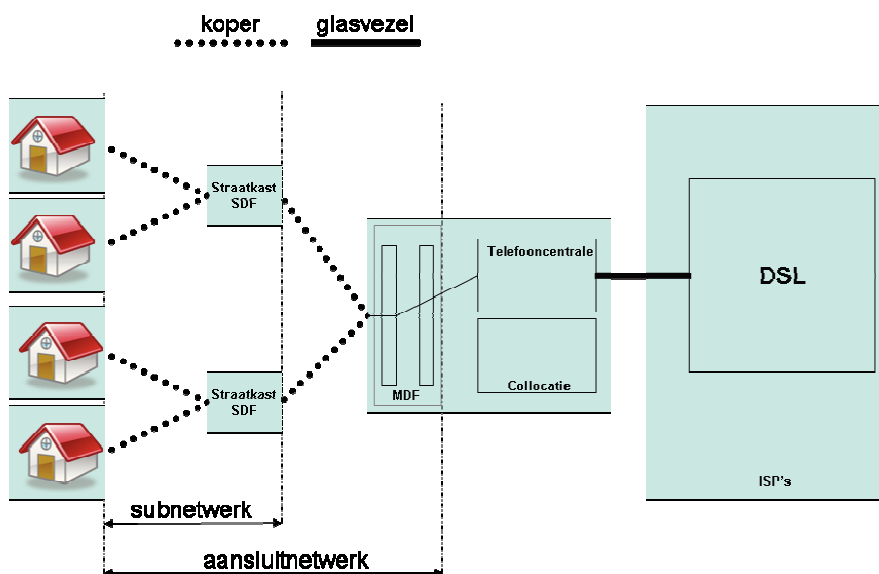 koper
glasvezel
Straatkast
SDF
Telefooncentrale
DSL
Straatkast
SDF
MDF
Collocatie
ISP's
subnetwerk
aansluitnetwerk